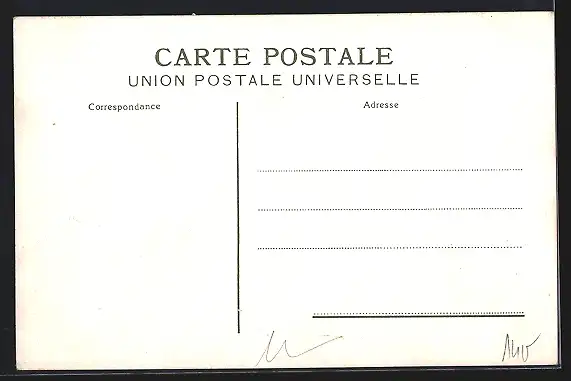 CARTE POSTALE
UNION POSTALE UNIVERSELLE
Correspondance
Adresse